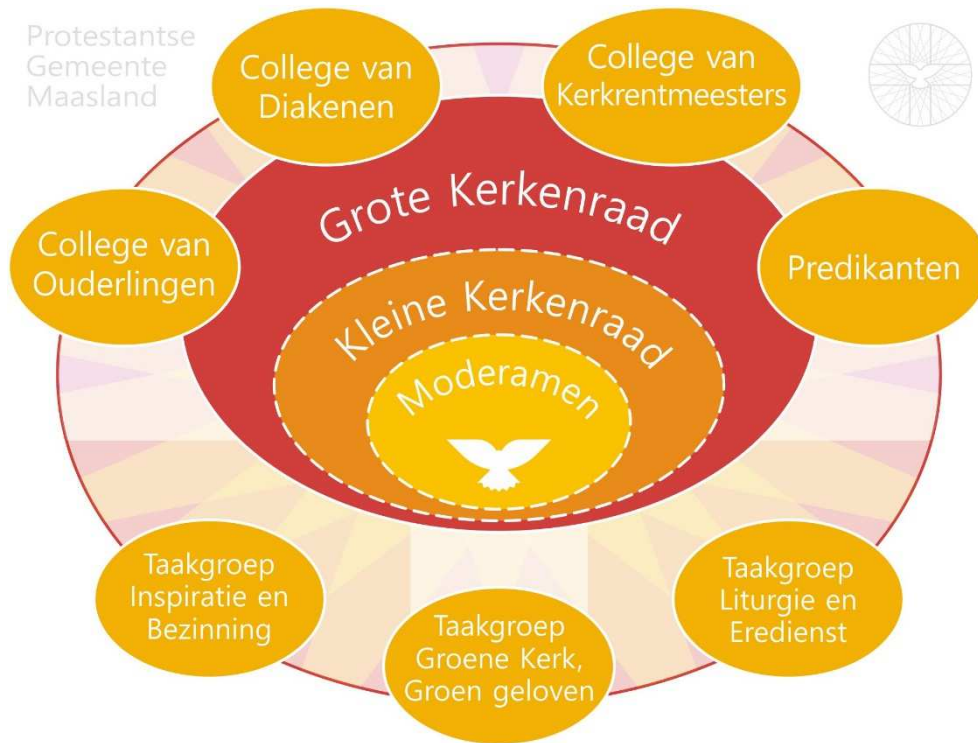 Protestantse
Gemeente
Maasland
College van
Diakenen
College van
Kerkrentmeesters
College van
Ouderlingen
Predikanten
Grote Kerkenraad
Kleine Kerkenraad
Moderamen
Taakgroep
Inspiratie en
Bezinning
Taakgroep
Groene Kerk,
Groen geloven
Taakgroep
Liturgie en
Eredienst